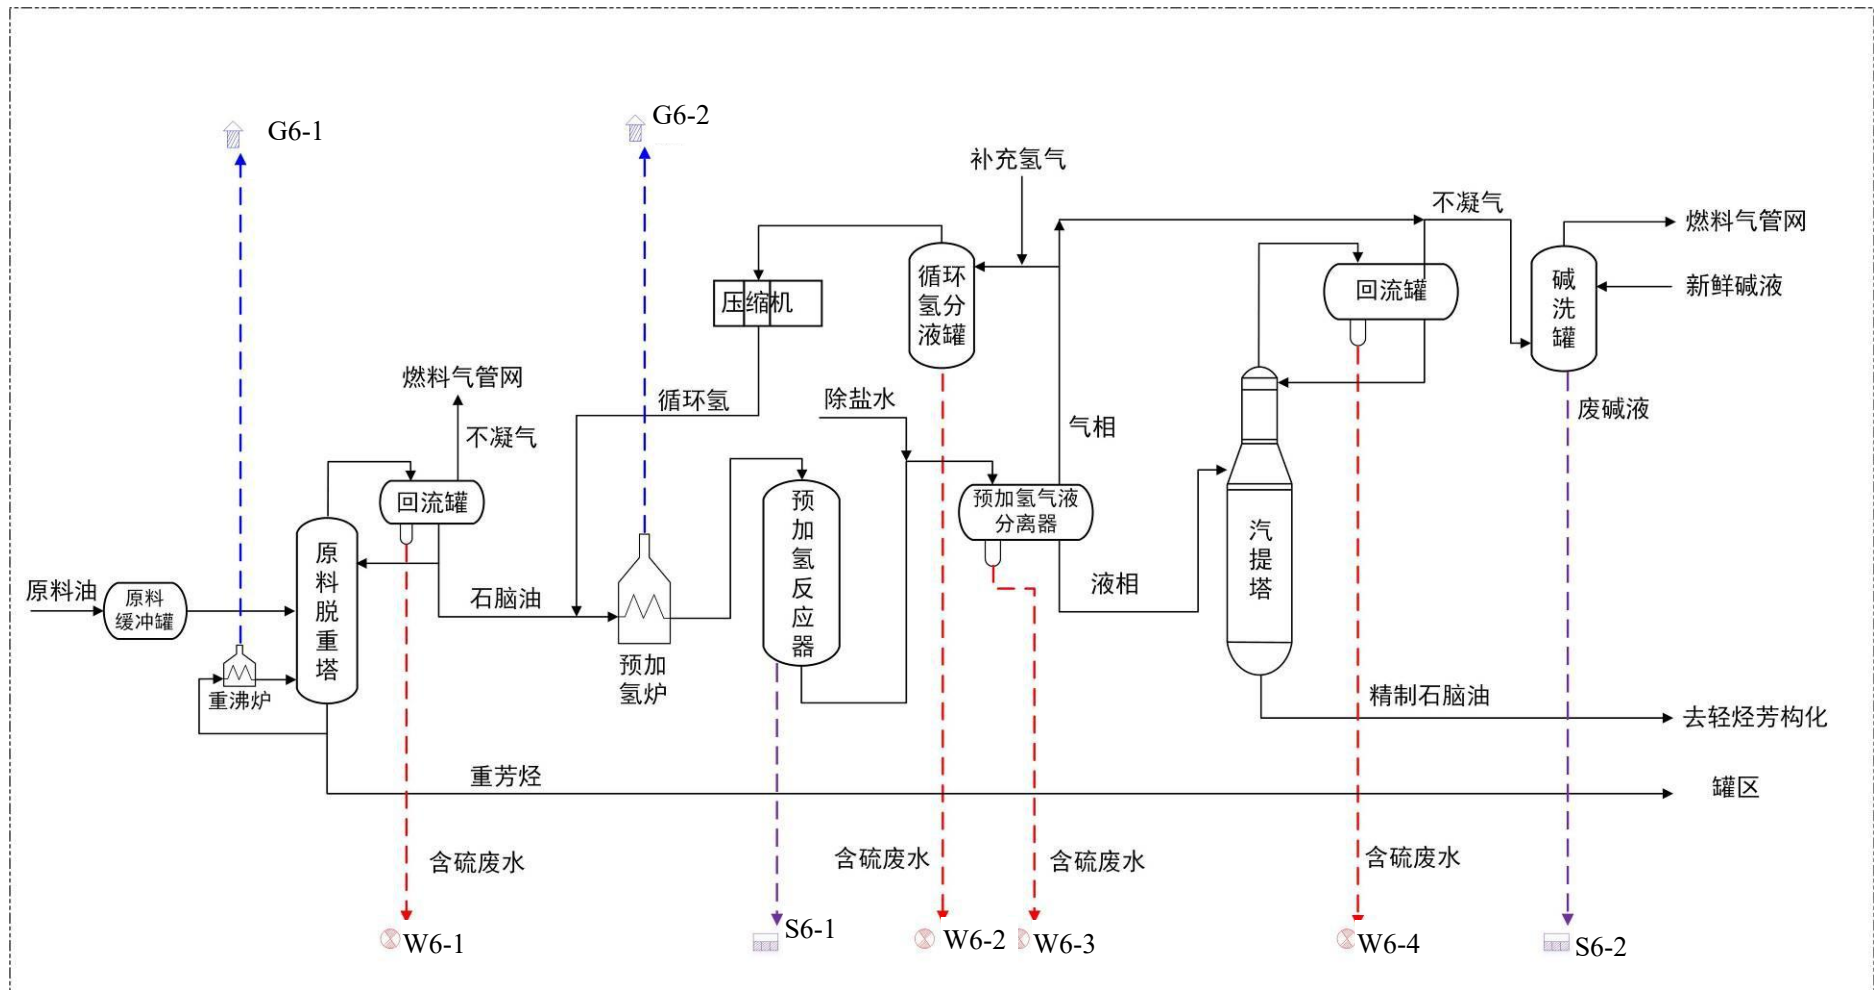 G6-1
G6-2
补充氢气
不凝气
燃料气管网
新鲜碱液
碱
洗
罐
循环
氢分
液罐
回流罐
压缩机
燃料气管网
不凝气
循环氢
除盐水
气相
废碱液
回流罐
预加氢气液
分离器
预
加
氢
反
应
器
汽
提
塔
原
料
脱
重
塔
原料油
原料
缓冲罐
石脑油
液相
重沸炉
预加
氢炉
精制石脑油
去轻烃芳构化
重芳烃
罐区
含硫废水
含硫废水
含硫废水
含硫废水
W6-1
S6-1
W6-2
W6-3
W6-4
S6-2